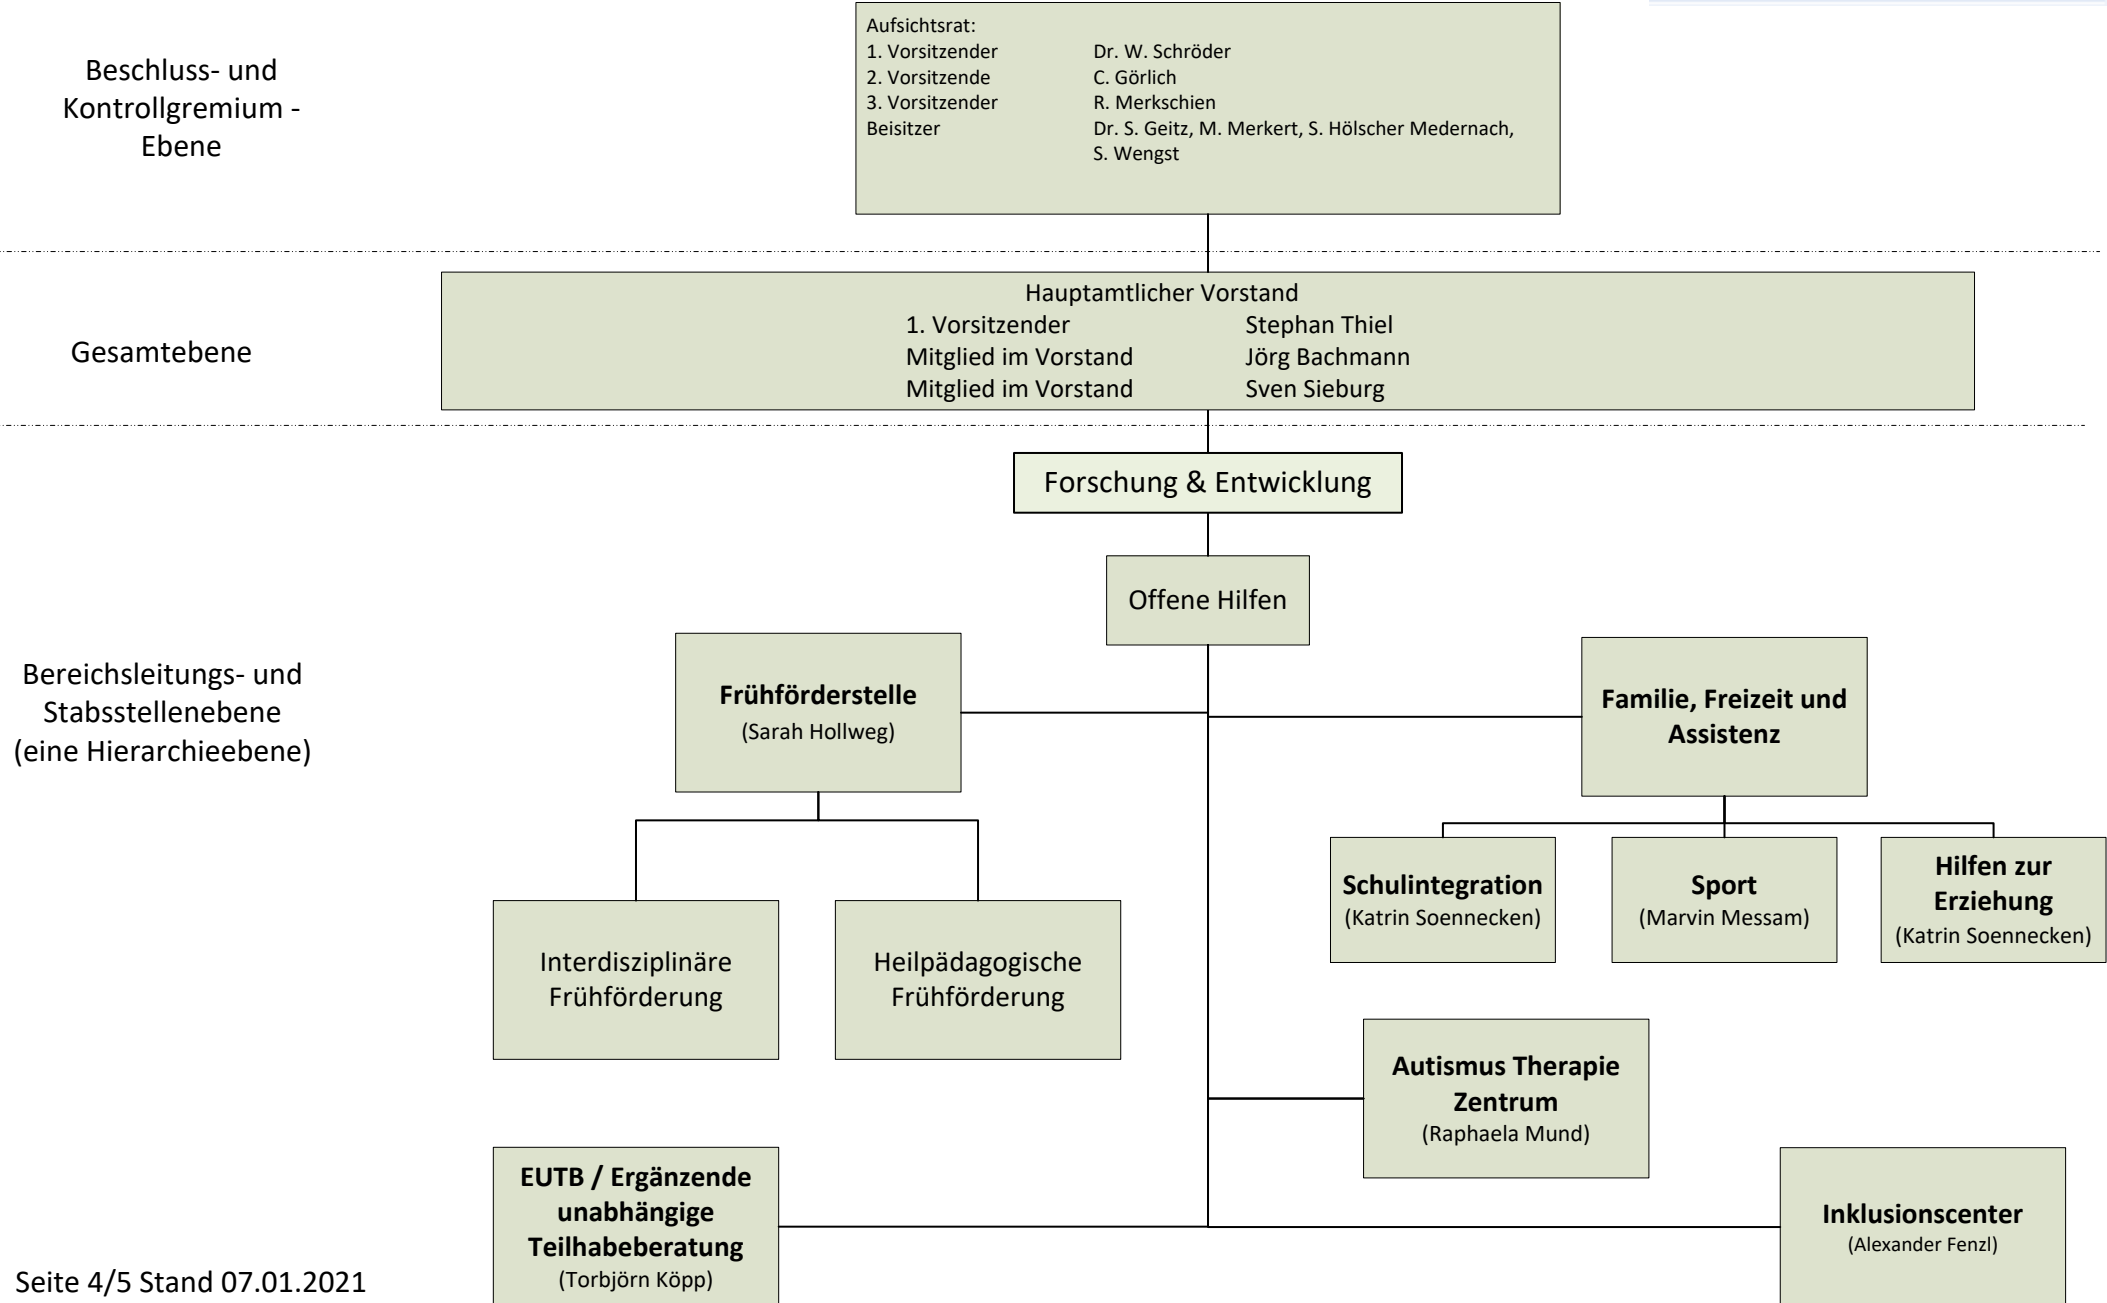 Beschluss- und
Kontrollgremium -
Ebene
Aufsichtsrat:
1. Vorsitzender Dr. W. Schröder
2. Vorsitzende C. Görlich
3. Vorsitzender R. Merkschien
Beisitzer Dr. S. Geitz, M. Merkert, S. Hölscher Medernach,
S. Wengst
Gesamtebene
Hauptamtlicher Vorstand
1. Vorsitzender Stephan Thiel
Mitglied im Vorstand Jörg Bachmann
Mitglied im Vorstand Sven Sieburg
Forschung & Entwicklung
Offene Hilfen
Bereichsleitungs- und
Stabsstellenebene
(eine Hierarchieebene)
Frühförderstelle
(Sarah Hollweg)
Familie, Freizeit und
Assistenz
Interdisziplinäre
Frühförderung
Heilpädagogische
Frühförderung
Schulintegration
(Katrin Soennecken)
Sport
(Marvin Messam)
Hilfen zur
Erziehung
(Katrin Soennecken)
Autismus Therapie
Zentrum
(Raphaela Mund)
EUTB / Ergänzende
unabhängige
Teilhabeberatung
(Torbjörn Köpp)
Inklusionscenter
(Alexander Fenzl)
Seite 4/5 Stand 07.01.2021